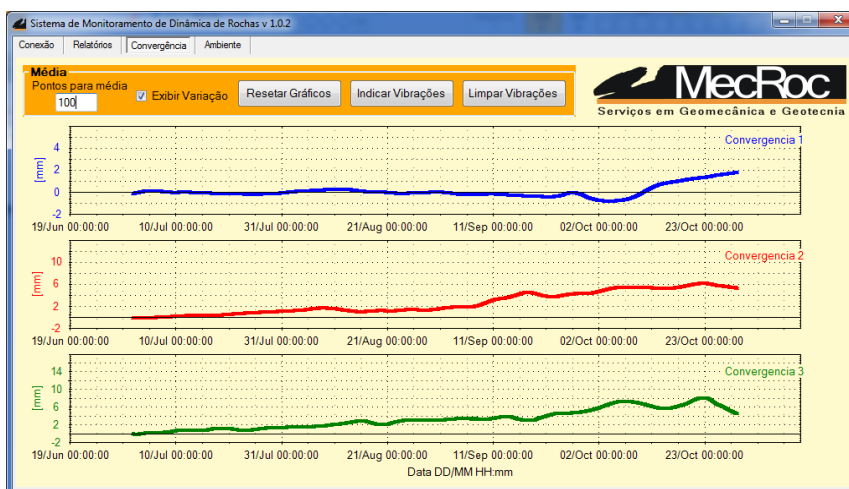 Sistema de Monitoramento de Dinâmica de Rochas v 1.0.2
Conexão Relatórios Convergência Ambiente
Média
Pontos para média
100
Exibir Variação
Resetar Gráficos
Indicar Vibrações
Limpar Vibrações
MecRoc
Serviços em Geomecânica e Geotecnia
Convergencia 1
[mm]
4
2
0
-2
19/Jun 00:00:00 10/Jul 00:00:00 31/Jul 00:00:00 21/Aug 00:00:00 11/Sep 00:00:00 02/Oct 00:00:00 23/Oct 00:00:00
Convergencia 2
[mm]
10
6
2
-2
19/Jun 00:00:00 10/Jul 00:00:00 31/Jul 00:00:00 21/Aug 00:00:00 11/Sep 00:00:00 02/Oct 00:00:00 23/Oct 00:00:00
Convergencia 3
[mm]
14
10
6
2
-2
19/Jun 00:00:00 10/Jul 00:00:00 31/Jul 00:00:00 21/Aug 00:00:00 11/Sep 00:00:00 02/Oct 00:00:00 23/Oct 00:00:00
Data DD/MM HH:mm